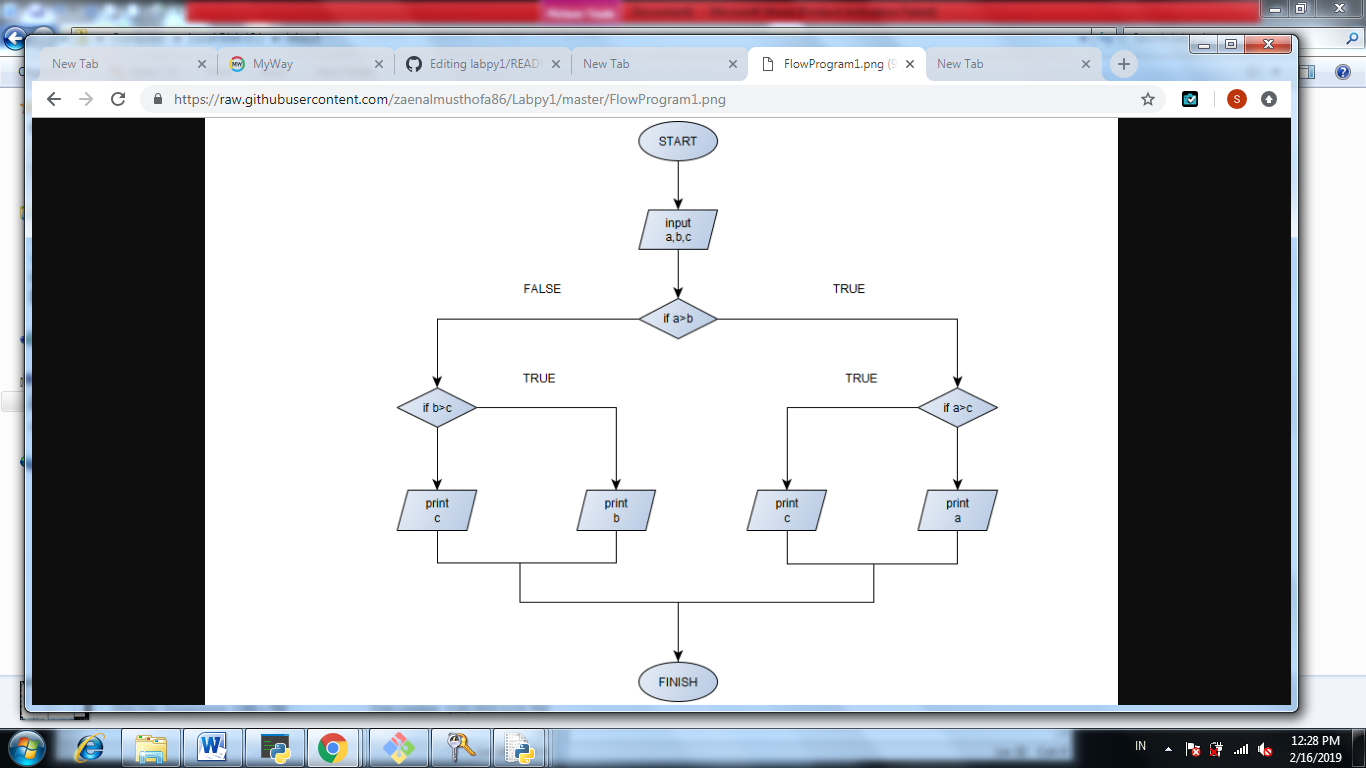 New Tab
MyWay
Editing labpy1/READ
New Tab
FlowProgram1.png (9
New Tab
https://raw.githubusercontent.com/zaenalmusthofa86/Labpy1/master/FlowProgram1.png
S
START
input
a,b,c
FALSE
TRUE
if a>b
TRUE
TRUE
if b>c
if a>c
print
c
print
b
print
c
print
a
FINISH
IN
12:28 PM
2/16/2019